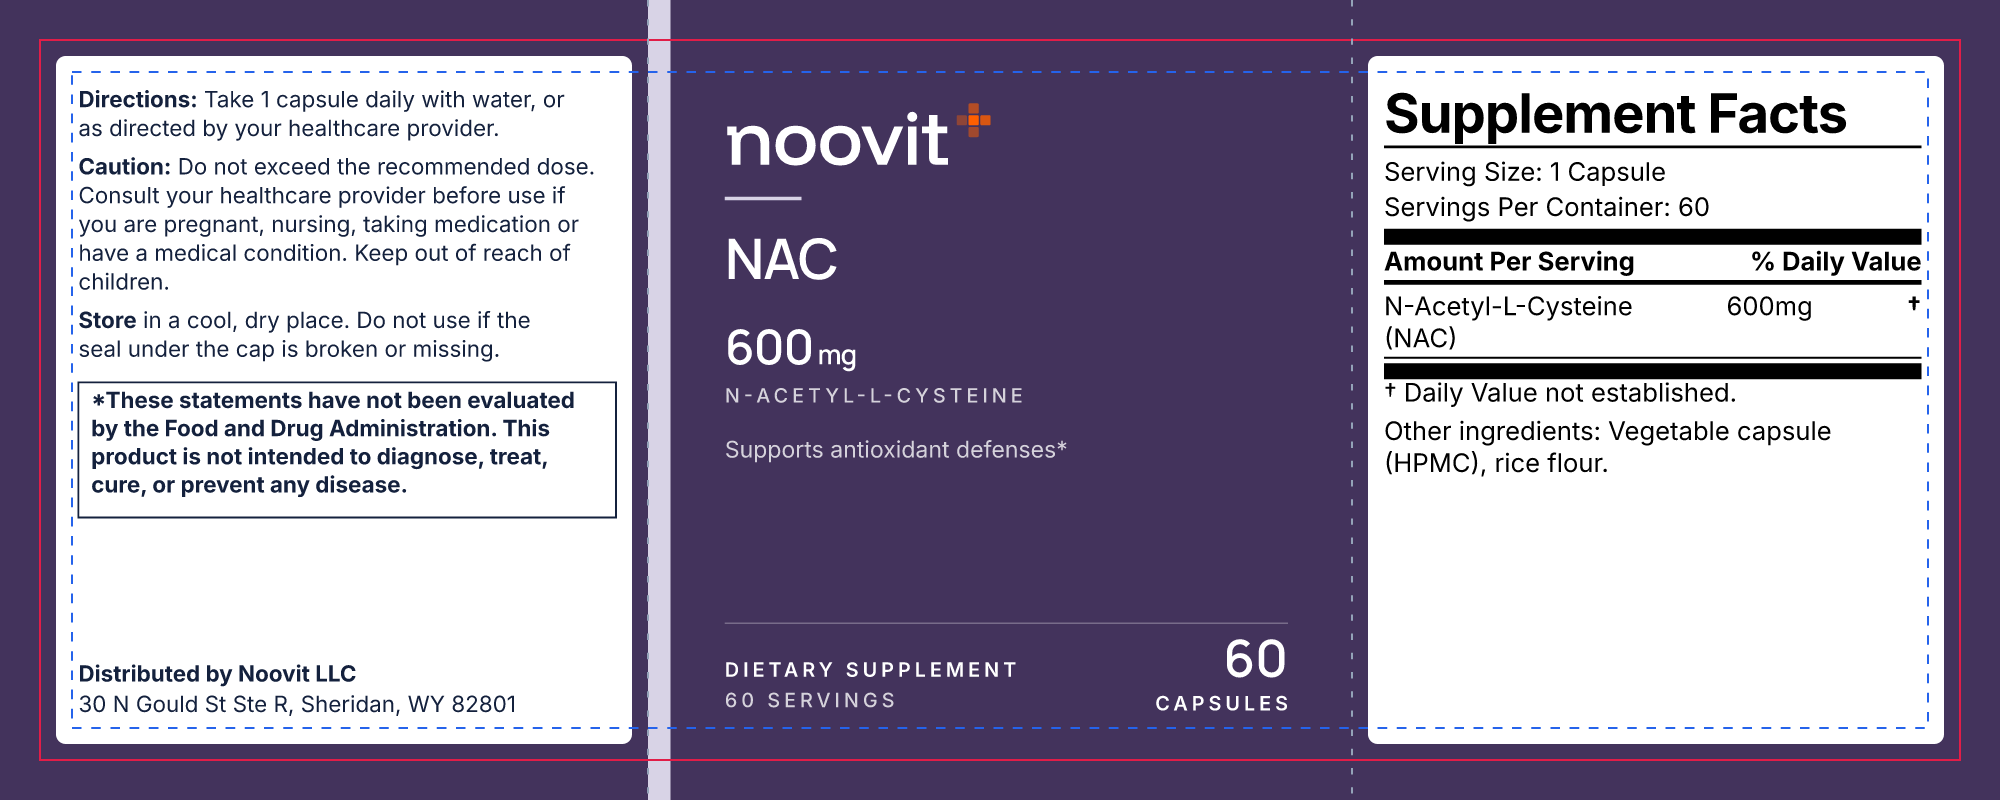 Directions: Take 1 capsule daily with water, or
as directed by your healthcare provider.
Caution: Do not exceed the recommended dose.
Consult your healthcare provider before use if
you are pregnant, nursing, taking medication or
have a medical condition. Keep out of reach of
children.
Store in a cool, dry place. Do not use if the
seal under the cap is broken or missing.
*These statements have not been evaluated
by the Food and Drug Administration. This
product is not intended to diagnose, treat,
cure, or prevent any disease.
Distributed by Noovit LLC
30 N Gould St Ste R, Sheridan, WY 82801
noovit
NAC
600 mg
N-ACETYL-L-CYSTEINE
Supports antioxidant defenses*
DIETARY SUPPLEMENT
60 SERVINGS
60
CAPSULES
Supplement Facts
Serving Size: 1 Capsule
Servings Per Container: 60
Amount Per Serving % Daily Value
N-Acetyl-L-Cysteine 600mg †
(NAC)
† Daily Value not established.
Other ingredients: Vegetable capsule
(HPMC), rice flour.